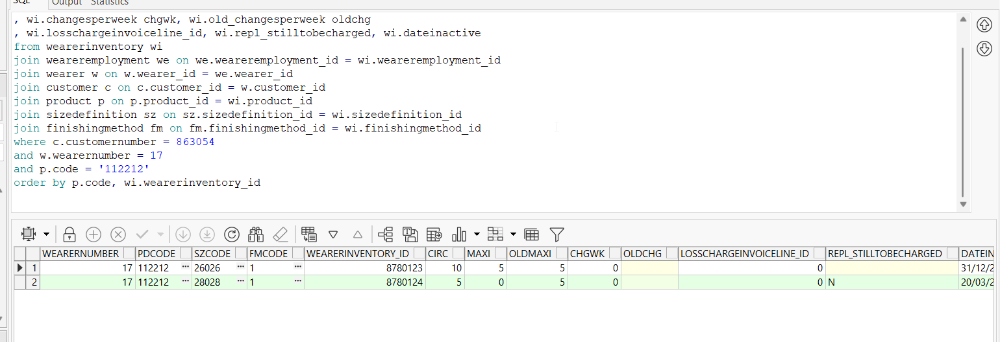 SQL Output Statistics
, wi.changesperweek chgwk, wi.old_changesperweek oldchg
, wi.losschargeinvoiceline_id, wi.repl_stilltobecharged, wi.dateinactive
from wearerinventory wi
join weareremployment we on we.weareremployment_id = wi.weareremployment_id
join wearer w on w.wearer_id = we.wearer_id
join customer c on c.customer_id = w.customer_id
join product p on p.product_id = wi.product_id
join sizedefinition sz on sz.sizedefinition_id = wi.sizedefinition_id
join finishingmethod fm on fm.finishingmethod_id = wi.finishingmethod_id
where c.customernumber = 863054
and w.wearernumber = 17
and p.code = '112212'
order by p.code, wi.wearerinventory_id
WEARERNUMBER PDCODE SZCODE FMCODE WEARERINVENTORY_ID CIRC MAXI OLDMAXI CHGWK OLDCHG LOSSCHARGEINVOICELINE_ID REPL_STILLTOBECHARGED DATEIN
1 17 112212 ... 26026 ... 1 ... 8780123 10 5 5 0 0 31/12/2
2 17 112212 ... 28028 ... 1 ... 8780124 5 0 5 0 0 N 20/03/2